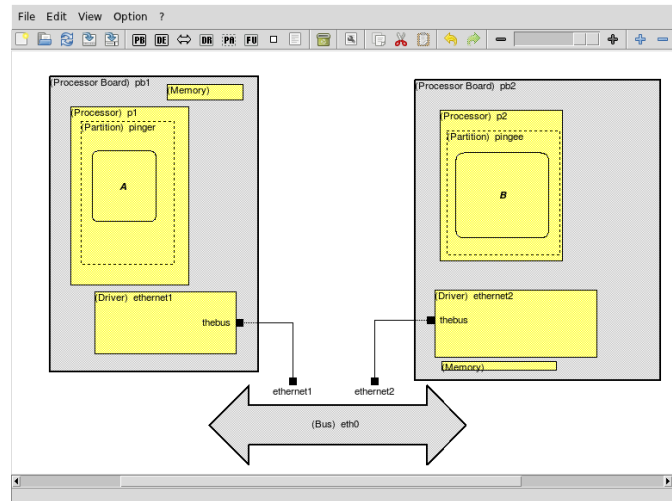 File Edit View Option ?
PB DE DR PA FU
(Processor Board) pb1
(Memory)
(Processor) p1
(Partition) pinger
A
(Driver) ethernet1
thebus
(Processor Board) pb2
(Processor) p2
(Partition) pingee
B
(Driver) ethernet2
thebus
(Memory)
ethernet1
ethernet2
(Bus) eth0